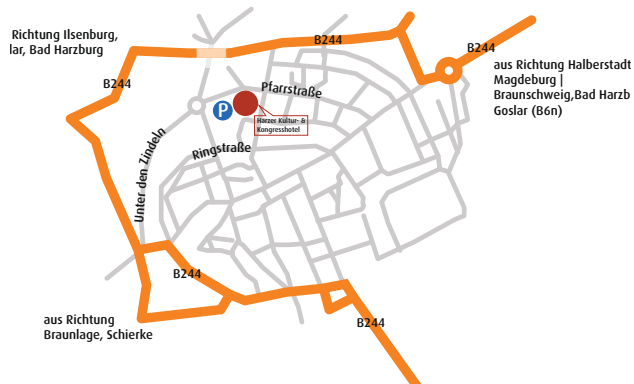 Richtung Ilsenburg,
lar, Bad Harzburg
B244
B244
B244
aus Richtung Halberstadt
Magdeburg |
Braunschweig,Bad Harzb
Goslar (B6n)
Pfarrstraße
P
Harzer Kultur- &
Kongresshotel
Ringstraße
Unter den Zindeln
B244
aus Richtung
Braunlage, Schierke
B244